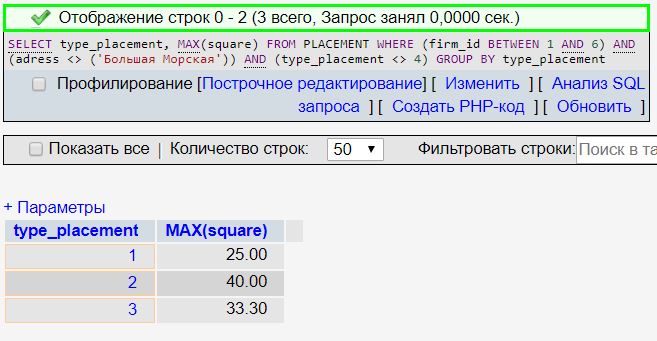 Отображение строк 0 - 2 (3 всего, Запрос занял 0,0000 сек.)
SELECT type_placement, MAX(square) FROM PLACEMENT WHERE (firm_id BETWEEN 1 AND 6) AND
(adress <> ('Большая Морская')) AND (type_placement <> 4) GROUP BY type_placement
Профилирование [Построчное редактирование] [ Изменить ] [ Анализ SQL
запроса ] [ Создать PHP-код ] [ Обновить ]
Показать все | Количество строк: 50 Фильтровать строки: Поиск в та
+ Параметры
type_placement MAX(square)
1 25.00
2 40.00
3 33.30